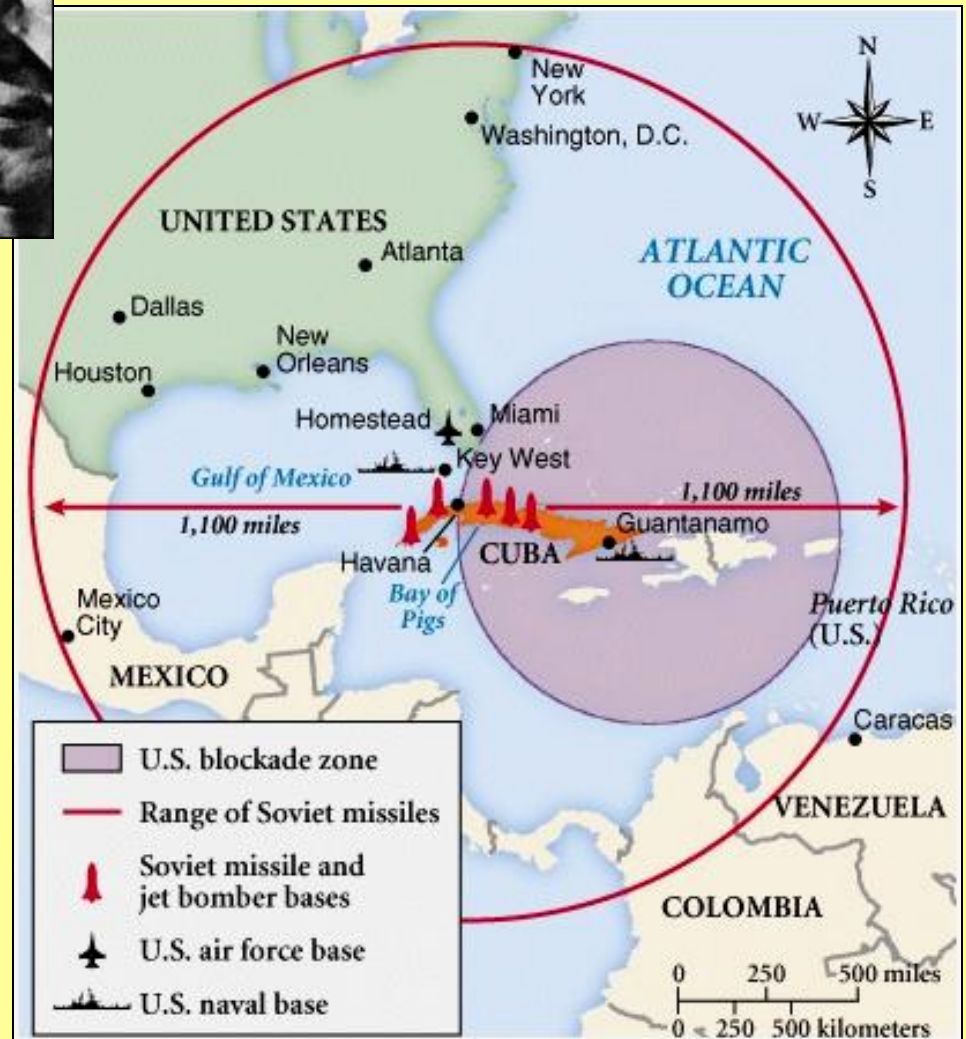 N
W E
S
New
York
Washington, D.C.
UNITED STATES
Atlanta
ATLANTIC
OCEAN
Dallas
New
Orleans
Houston
Homestead
Miami
Key West
Gulf of Mexico
1,100 miles
1,100 miles
Guantanamo
Havana
CUBA
Bay of
Pigs
Mexico
City
Puerto Rico
(U.S.)
MEXICO
Caracas
VENEZUELA
COLOMBIA
U.S. blockade zone
Range of Soviet missiles
Soviet missile and
jet bomber bases
U.S. air force base
U.S. naval base
0 250 500 miles
0 250 500 kilometers